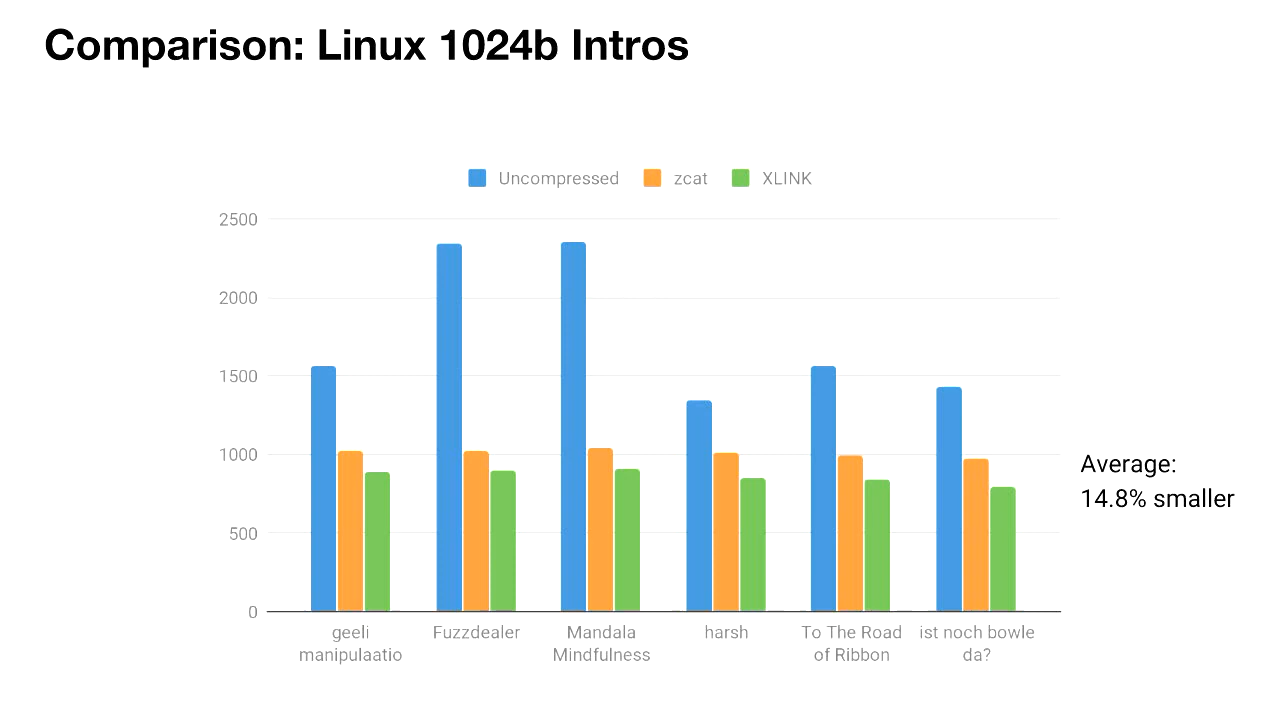 Comparison: Linux 1024b Intros
Uncompressed zcat XLINK
2500
2000
1500
1000
500
0
geeli manipulaatio
Fuzzdealer
Mandala Mindfulness
harsh
To The Road of Ribbon
ist noch bowle da?
Average:
14.8% smaller